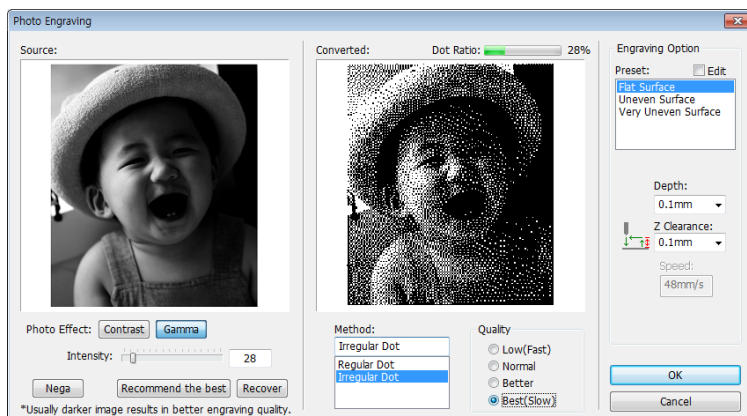 Photo Engraving
Source:
Converted:
Dot Ratio:
28%
Engraving Option
Preset:
Edit
Flat Surface
Uneven Surface
Very Uneven Surface
Depth:
0.1mm
Z Clearance:
0.1mm
Speed:
48mm/s
Photo Effect:
Contrast
Gamma
Intensity:
28
Nega
Recommend the best
Recover
*Usually darker image results in better engraving quality.
Method:
Irregular Dot
Regular Dot
Irregular Dot
Quality
Low(Fast)
Normal
Better
Best(Slow)
OK
Cancel